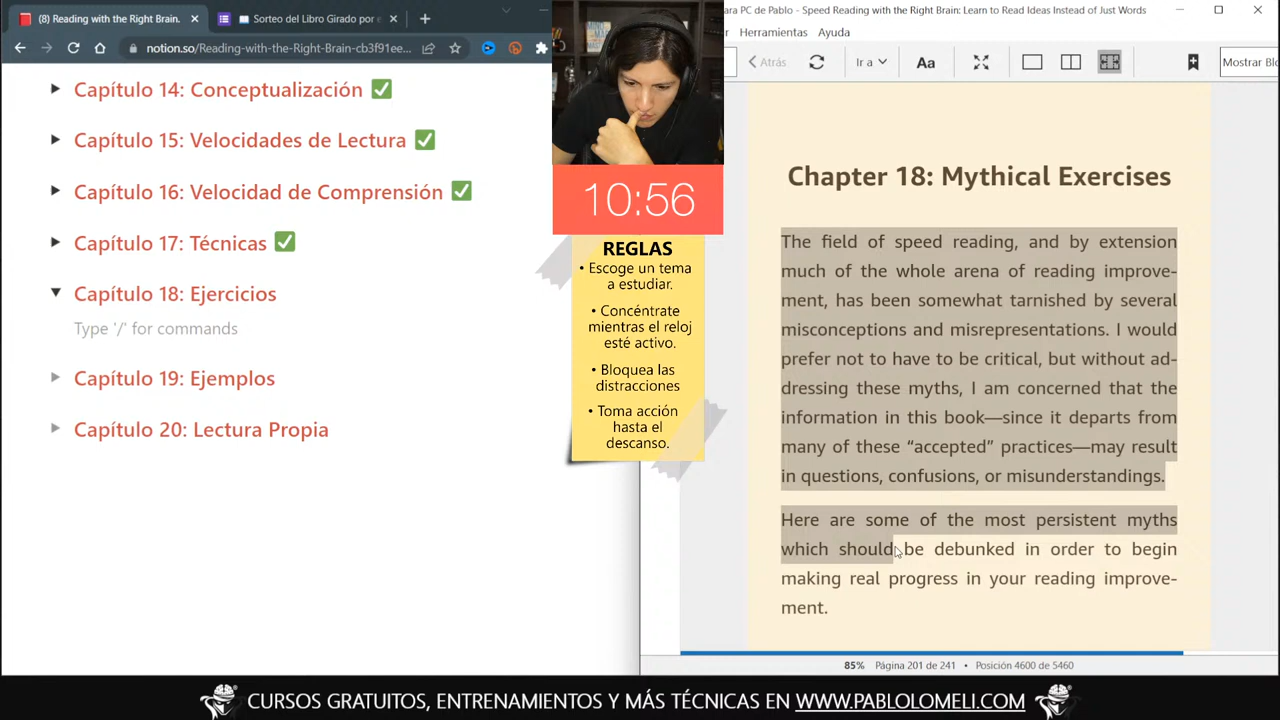 (8) Reading with the Right Brain.
Sorteo del Libro Girado por e
notion.so/Reading-with-the-Right-Brain-cb3f91ee...
Capítulo 14: Conceptualización
Capítulo 15: Velocidades de Lectura
Capítulo 16: Velocidad de Comprensión
Capítulo 17: Técnicas
Capítulo 18: Ejercicios
Type '/' for commands
Capítulo 19: Ejemplos
Capítulo 20: Lectura Propia
10:56
REGLAS
• Escoge un tema
a estudiar.
• Concéntrate
mientras el reloj
esté activo.
• Bloquea las
distracciones
• Toma acción
hasta el
descanso.
ara PC de Pablo - Speed Reading with the Right Brain: Learn to Read Ideas Instead of Just Words
r Herramientas Ayuda
Atrás Ir a Aa Mostrar Blo
Chapter 18: Mythical Exercises
The field of speed reading, and by extension
much of the whole arena of reading improve-
ment, has been somewhat tarnished by several
misconceptions and misrepresentations. I would
prefer not to have to be critical, but without ad-
dressing these myths, I am concerned that the
information in this book—since it departs from
many of these “accepted” practices—may result
in questions, confusions, or misunderstandings.
Here are some of the most persistent myths
which should be debunked in order to begin
making real progress in your reading improve-
ment.
85% Página 201 de 241 • Posición 4600 de 5460
CURSOS GRATUITOS, ENTRENAMIENTOS Y MÁS TÉCNICAS EN WWW.PABLOLOMELI.COM